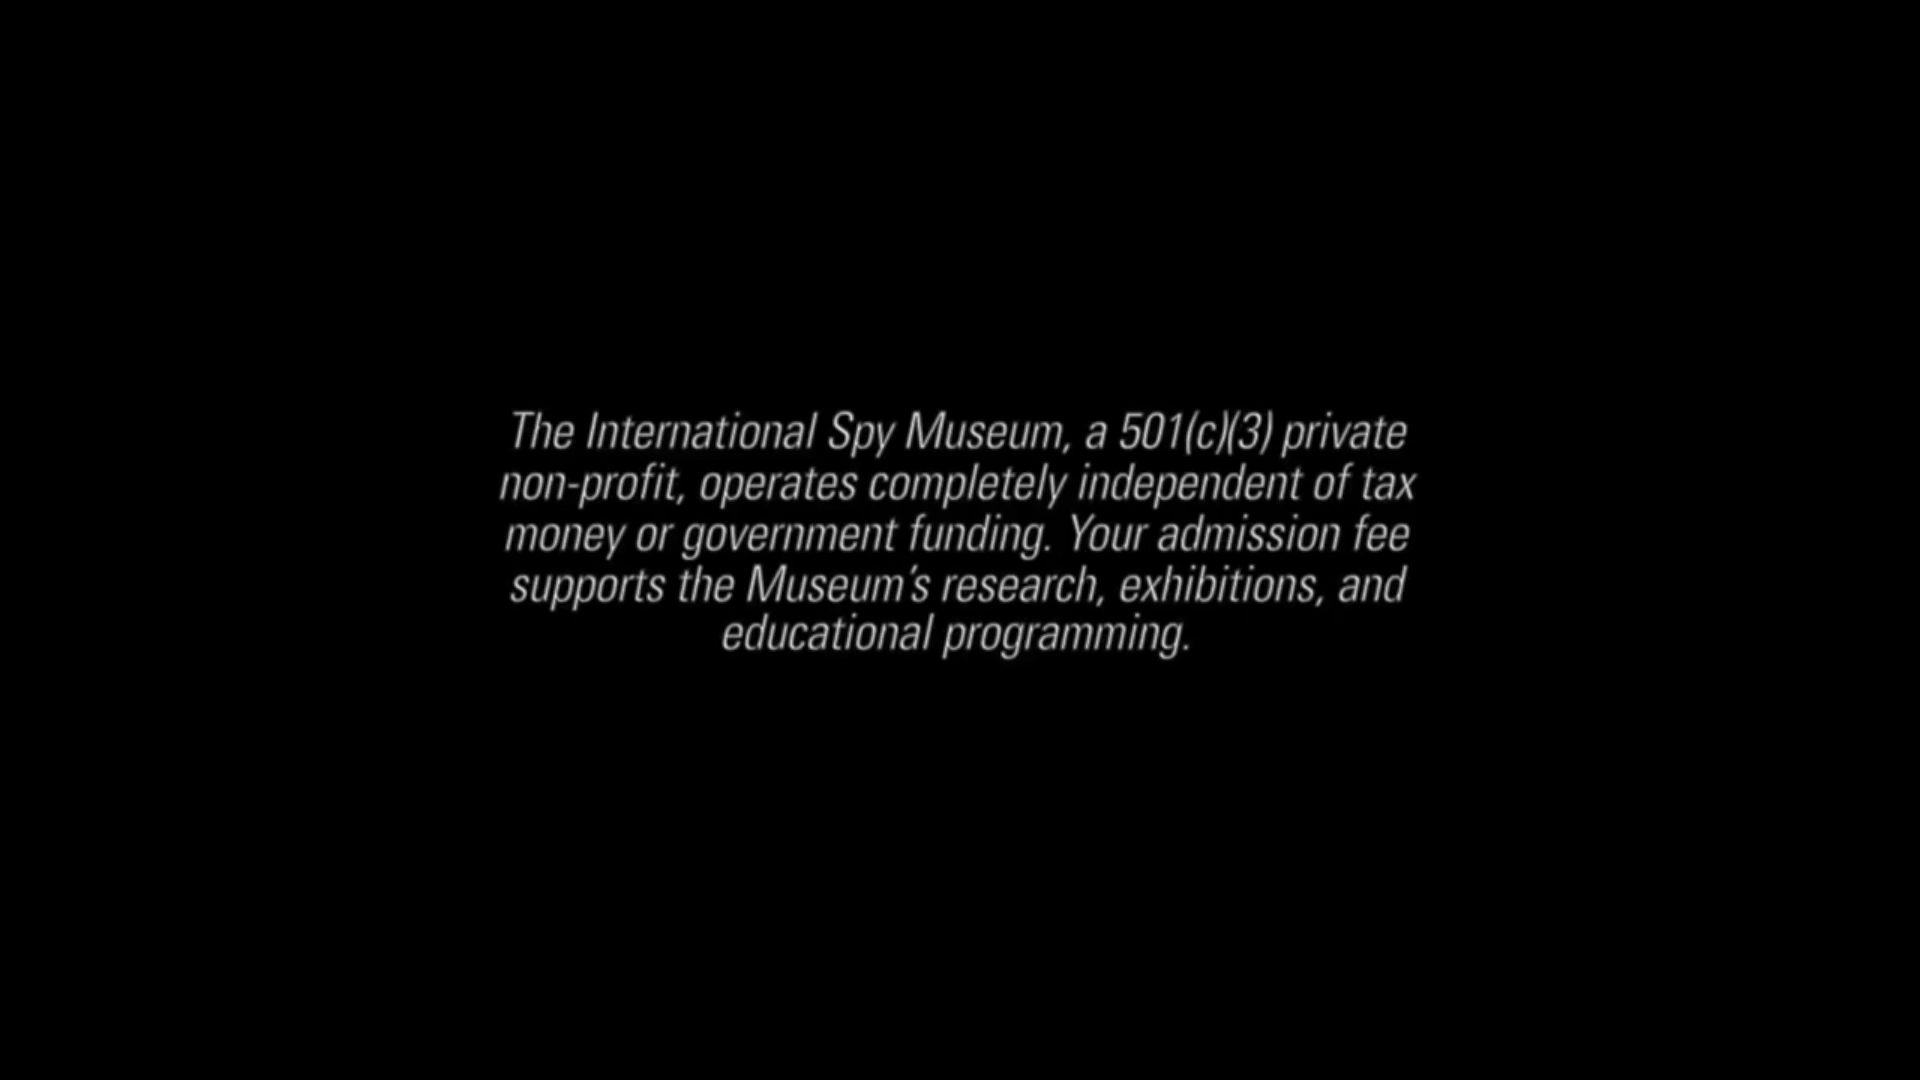 The International Spy Museum, a 501(c)(3) private
non-profit, operates completely independent of tax
money or government funding. Your admission fee
supports the Museum's research, exhibitions, and
educational programming.